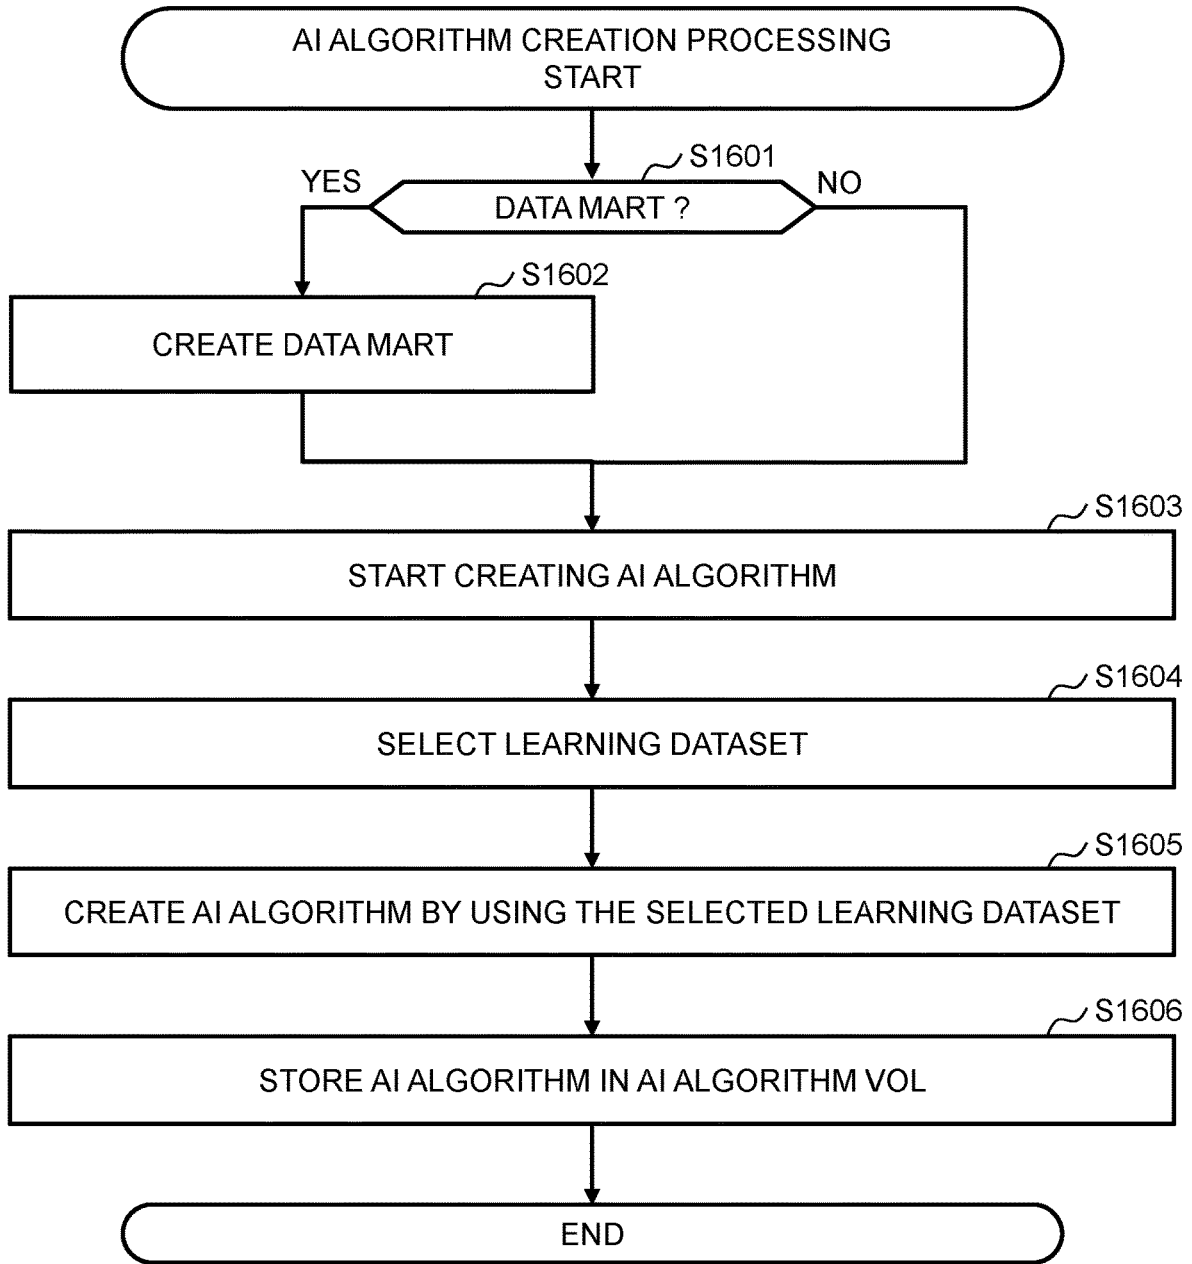 AI ALGORITHM CREATION PROCESSING
START
S1601
YES
DATA MART ?
NO
S1602
CREATE DATA MART
S1603
START CREATING AI ALGORITHM
S1604
SELECT LEARNING DATASET
S1605
CREATE AI ALGORITHM BY USING THE SELECTED LEARNING DATASET
S1606
STORE AI ALGORITHM IN AI ALGORITHM VOL
END